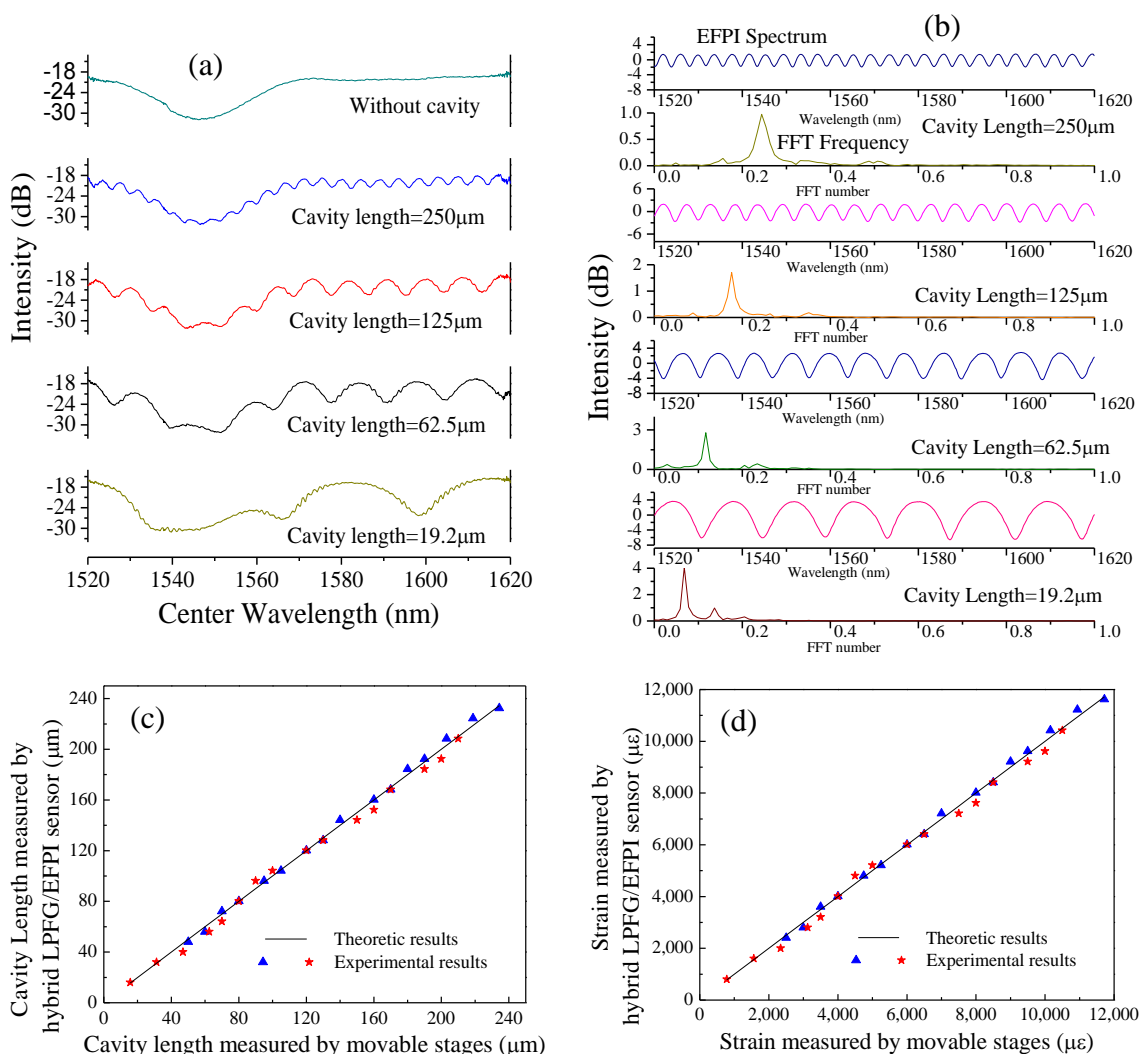 (a)
-18
-24
-30
Without cavity
-18
-24
-30
Cavity length=250μm
-18
-24
-30
Cavity length=125μm
-18
-24
-30
Cavity length=62.5μm
-18
-24
-30
Cavity length=19.2μm
Intensity (dB)
1520 1540 1560 1580 1600 1620
Center Wavelength (nm)
(b)
EFPI Spectrum
4
0
-4
-8
1520 1540 1560 1580 1600 1620
Wavelength (nm)
Cavity Length=250μm
1.0
0.5
0.0
FFT Frequency
0.0 0.2 0.4 0.6 0.8 1.0
FFT number
6
0
-6
1520 1540 1560 1580 1600 1620
Wavelength (nm)
Cavity Length=125μm
2
1
0
0.0 0.2 0.4 0.6 0.8 1.0
FFT number
8
4
0
-4
-8
1520 1540 1560 1580 1600 1620
Wavelength (nm)
Cavity Length=62.5μm
3
0
0.0 0.2 0.4 0.6 0.8 1.0
FFT number
4
0
-4
-8
1520 1540 1560 1580 1600 1620
Wavelength (nm)
Cavity Length=19.2μm
4
2
0
0.0 0.2 0.4 0.6 0.8 1.0
FFT number
Intensity (dB)
(c)
Cavity Length measured by
hybrid LPFG/EFPI sensor (μm)
240
200
160
120
80
40
0
Theoretic results
Experimental results
0 40 80 120 160 200 240
Cavity length measured by movable stages (μm)
(d)
Strain measured by
hybrid LPFG/EFPI sensor (με)
12,000
10,000
8,000
6,000
4,000
2,000
0
Theoretic results
Experimental results
0 2,000 4,000 6,000 8,000 10,000 12,000
Strain measured by movable stages (με)